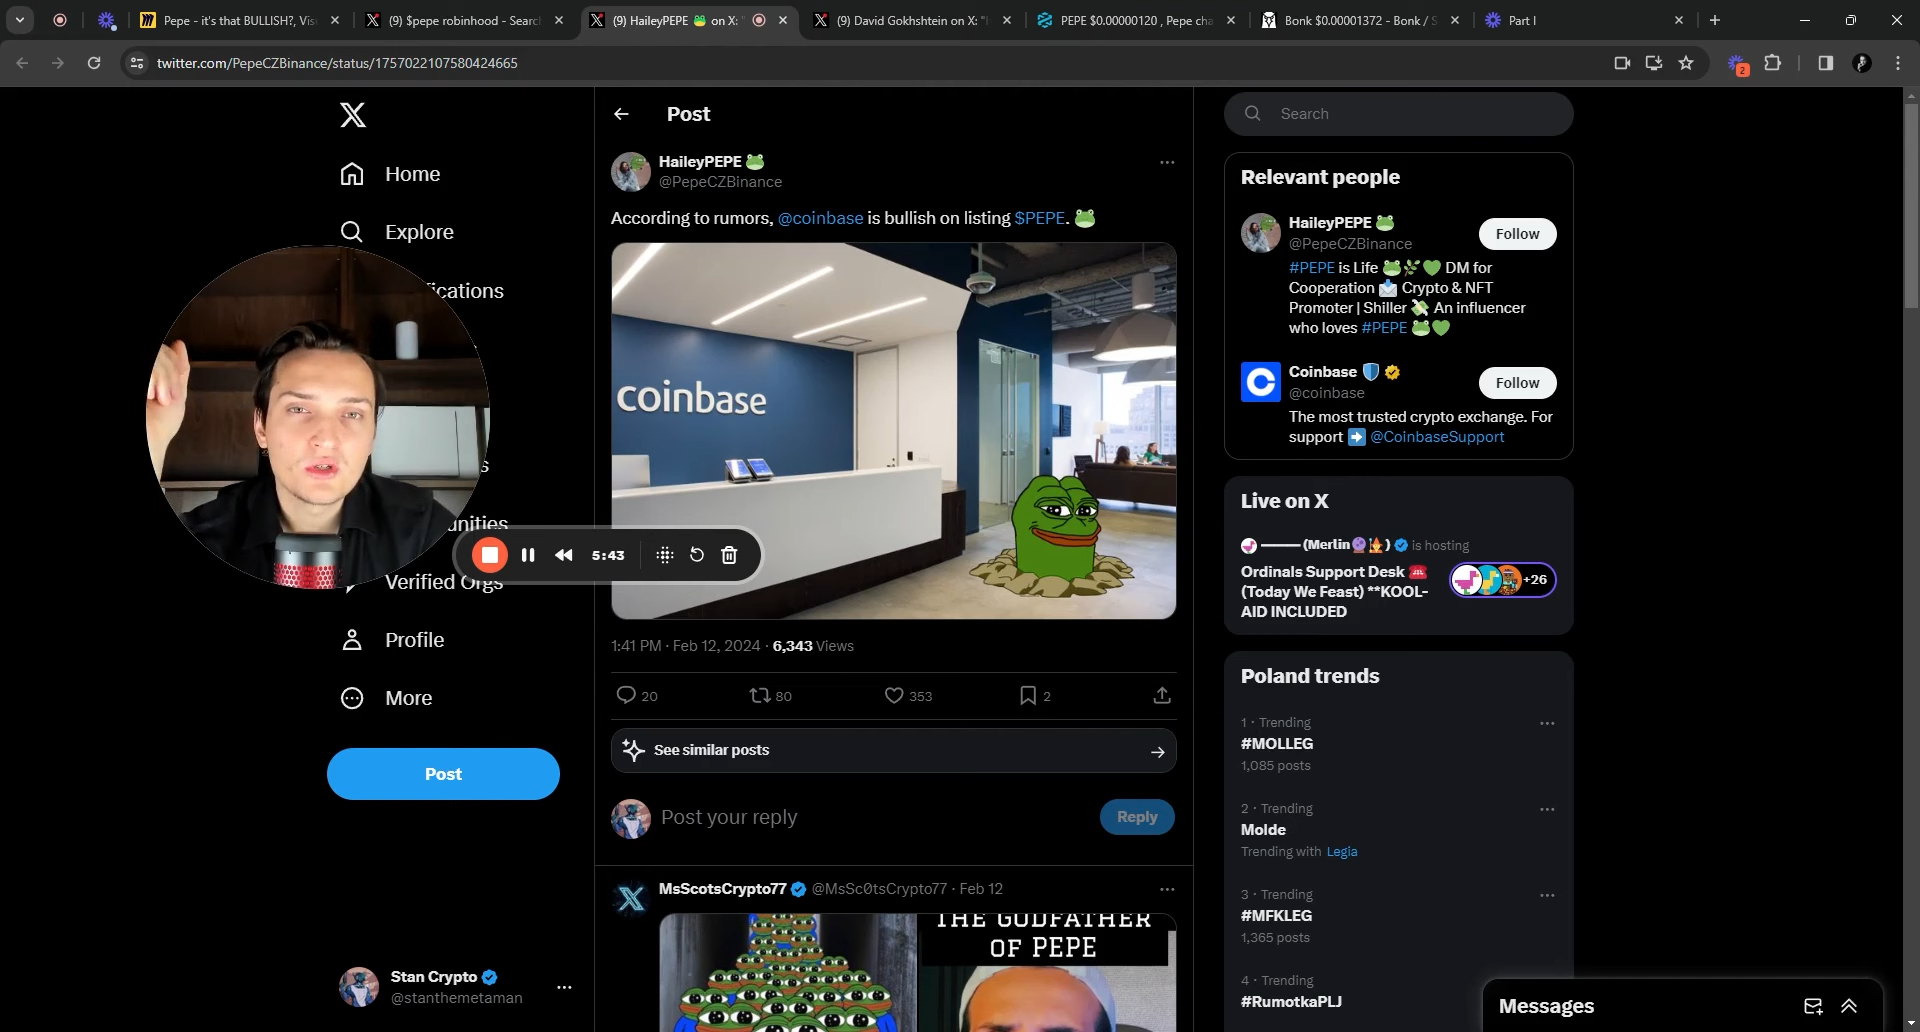 Pepe - it's that BULLISH?, Vis
(9) $pepe robinhood - Searc
(9) HaileyPEPE 🐸 on X: "
(9) David Gokhshtein on X: "
PEPE $0.00000120 , Pepe cha
Bonk $0.00001372 - Bonk / S
Part I
twitter.com/PepeCZBinance/status/1757022107580424665
2
Home
Explore
Verified Orgs
Profile
More
Post
Stan Crypto
@stanthemetaman
5:43
Post
HaileyPEPE 🐸
@PepeCZBinance
According to rumors, @coinbase is bullish on listing $PEPE. 🐸
coinbase
1:41 PM · Feb 12, 2024 · 6,343 Views
20
80
353
2
See similar posts
Post your reply
Reply
MsScotsCrypto77 @MsSc0tsCrypto77 · Feb 12
THE GODFATHER
OF PEPE
Search
Relevant people
HaileyPEPE 🐸
@PepeCZBinance
Follow
#PEPE is Life 🐸🌿💚 DM for
Cooperation 📩 Crypto & NFT
Promoter | Shiller 💸 An influencer
who loves #PEPE 🐸💚
Coinbase 🛡️
@coinbase
Follow
The most trusted crypto exchange. For
support ➡️ @CoinbaseSupport
Live on X
(Merlin🔮🧙) is hosting
Ordinals Support Desk ☎️
(Today We Feast) **KOOL-
AID INCLUDED
+26
Poland trends
1 · Trending
#MOLLEG
1,085 posts
2 · Trending
Molde
Trending with Legia
3 · Trending
#MFKLEG
1,365 posts
4 · Trending
#RumotkaPLJ
Messages